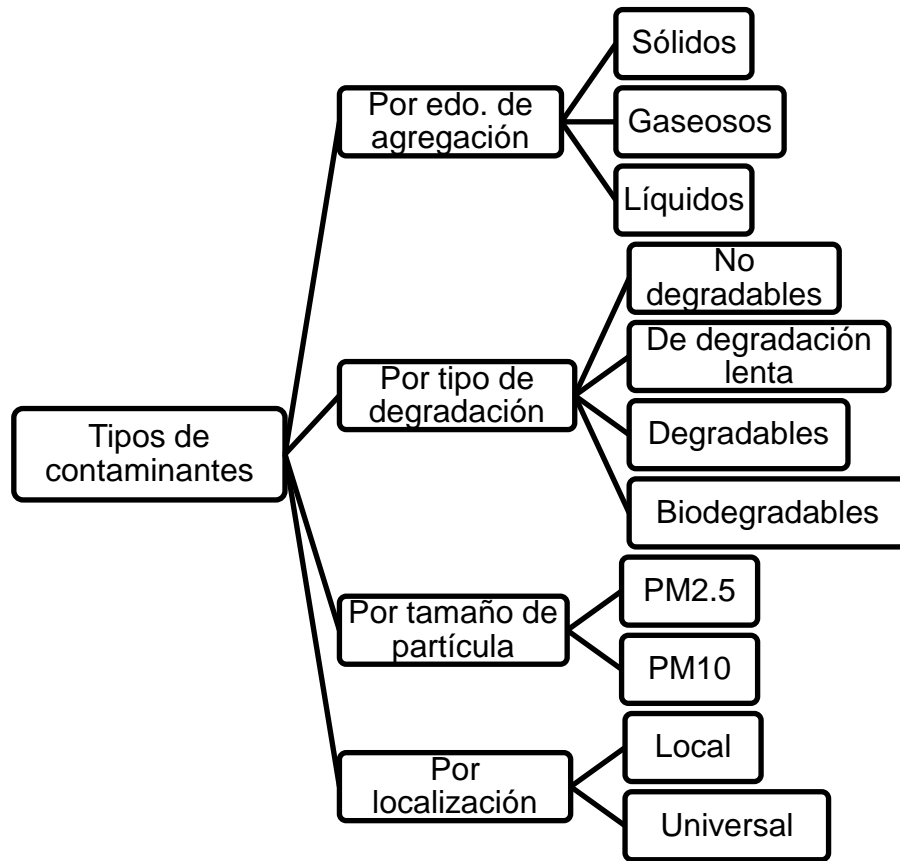 Tipos de
contaminantes
Por edo. de
agregación
Sólidos
Gaseosos
Líquidos
Por tipo de
degradación
No
degradables
De degradación
lenta
Degradables
Biodegradables
Por tamaño de
partícula
PM2.5
PM10
Por
localización
Local
Universal